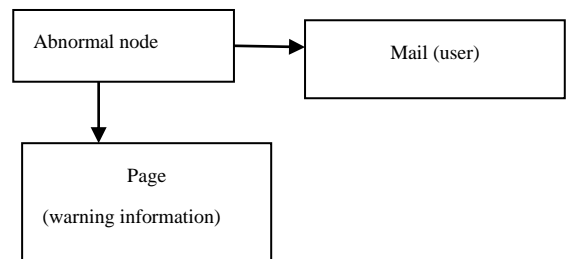 Abnormal node
Mail (user)
Page
(warning information)